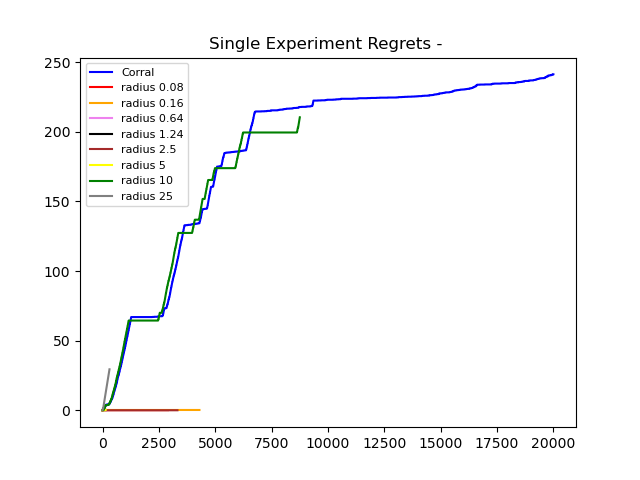 Single Experiment Regrets -
250
200
150
100
50
0
Corral
radius 0.08
radius 0.16
radius 0.64
radius 1.24
radius 2.5
radius 5
radius 10
radius 25
0 2500 5000 7500 10000 12500 15000 17500 20000